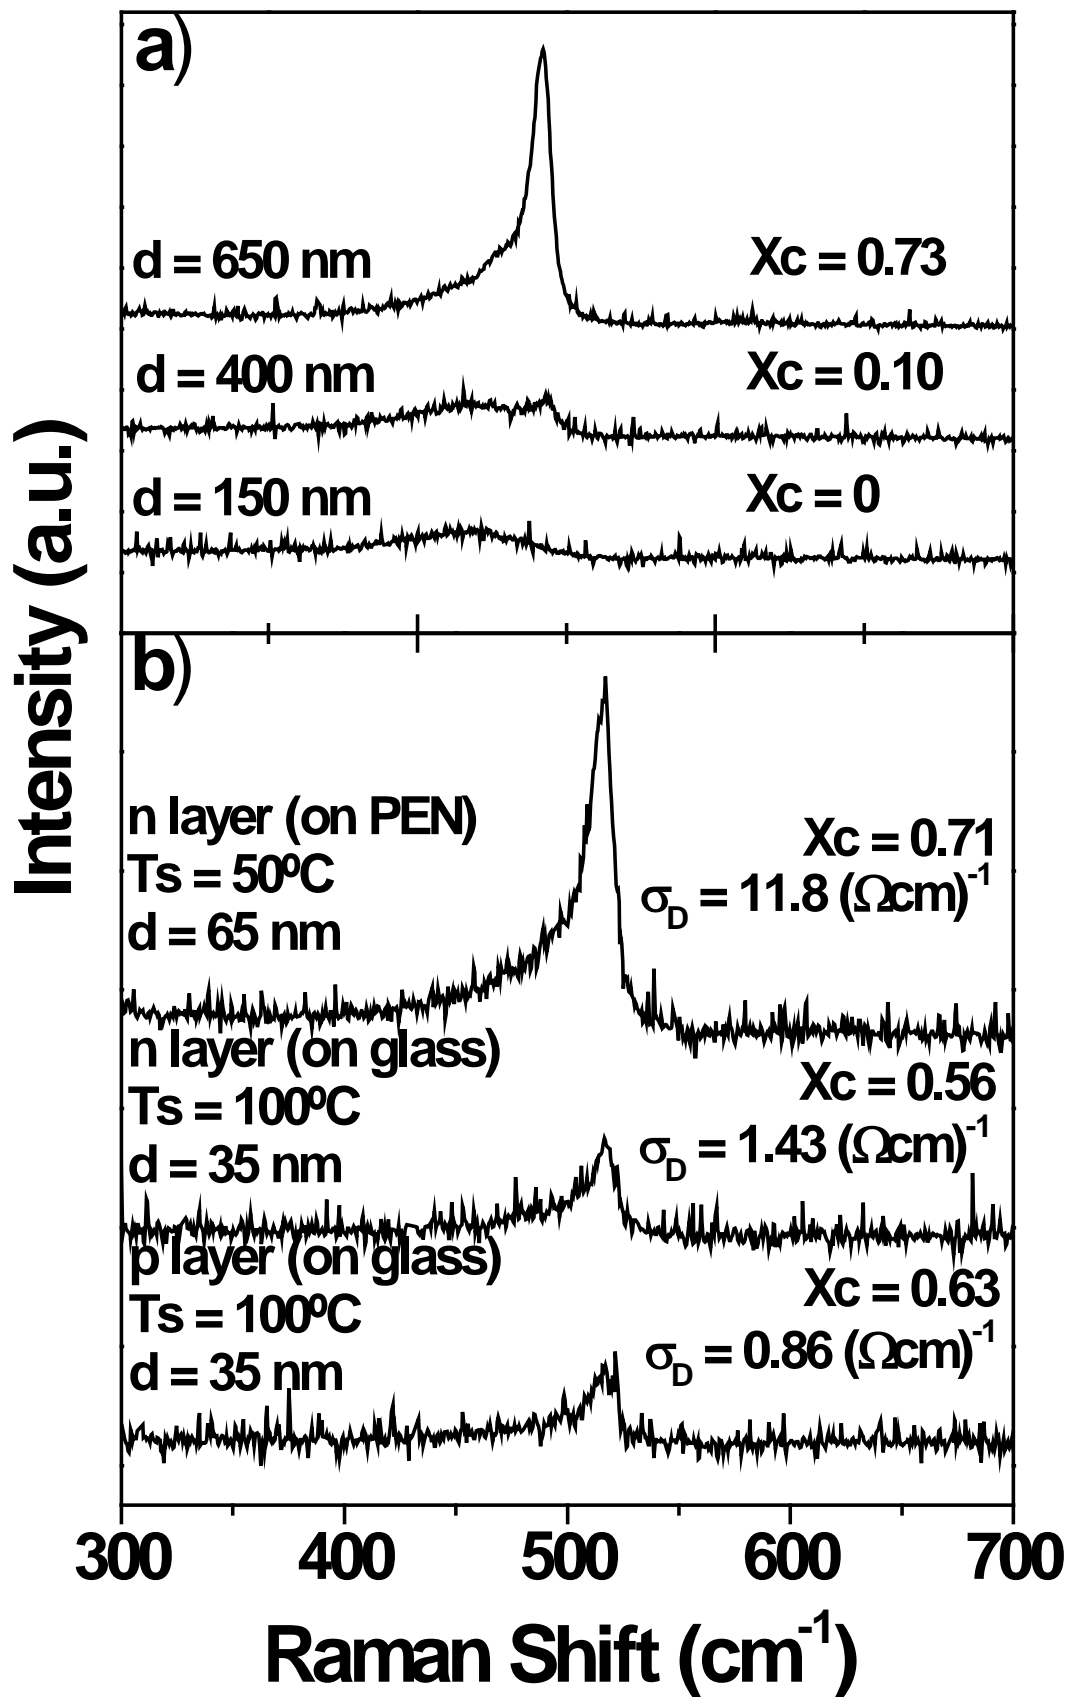 a)
d = 650 nm
Xc = 0.73
d = 400 nm
Xc = 0.10
d = 150 nm
Xc = 0
Intensity (a.u.)
b)
n layer (on PEN)
Ts = 50ºC
d = 65 nm
Xc = 0.71
σD = 11.8 (Ωcm)-1
n layer (on glass)
Ts = 100ºC
d = 35 nm
Xc = 0.56
σD = 1.43 (Ωcm)-1
p layer (on glass)
Ts = 100ºC
d = 35 nm
Xc = 0.63
σD = 0.86 (Ωcm)-1
300 400 500 600 700
Raman Shift (cm-1)